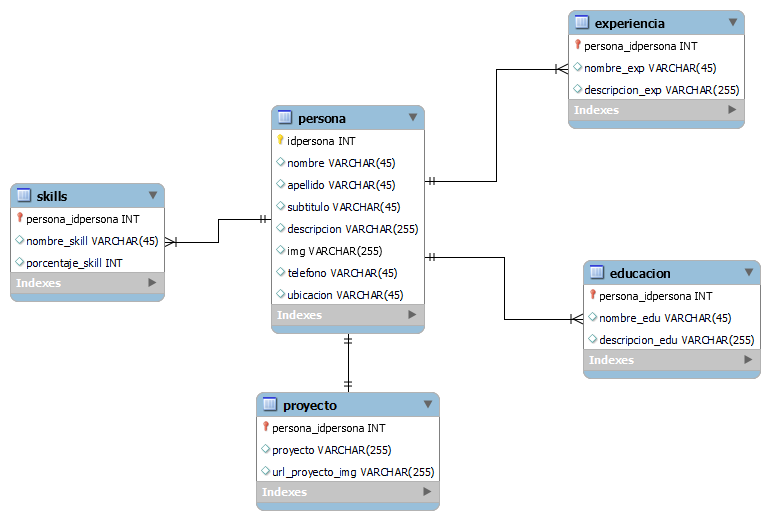 experiencia
persona_idpersona INT
nombre_exp VARCHAR(45)
descripcion_exp VARCHAR(255)
Indexes
persona
idpersona INT
nombre VARCHAR(45)
apellido VARCHAR(45)
subtitulo VARCHAR(45)
descripcion VARCHAR(255)
img VARCHAR(255)
telefono VARCHAR(45)
ubicacion VARCHAR(45)
Indexes
skills
persona_idpersona INT
nombre_skill VARCHAR(45)
porcentaje_skill INT
Indexes
educacion
persona_idpersona INT
nombre_edu VARCHAR(45)
descripcion_edu VARCHAR(255)
Indexes
proyecto
persona_idpersona INT
proyecto VARCHAR(255)
url_proyecto_img VARCHAR(255)
Indexes